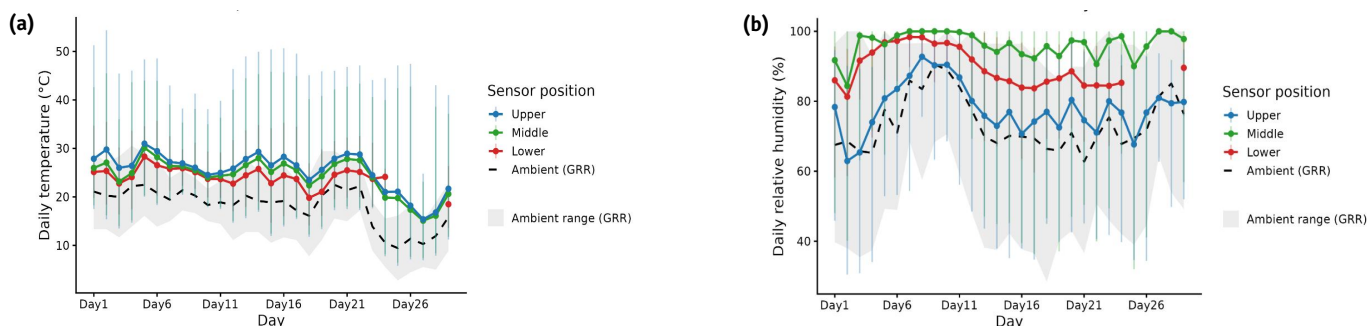 (a)
Daily temperature (°C)
50
40
30
20
10
Day1
Day6
Day11
Day16
Day21
Day26
Day
Sensor position
Upper
Middle
Lower
Ambient (GRR)
Ambient range (GRR)
(b)
Daily relative humidity (%)
100
80
60
40
Day1
Day6
Day11
Day16
Day21
Day26
Day
Sensor position
Upper
Middle
Lower
Ambient (GRR)
Ambient range (GRR)